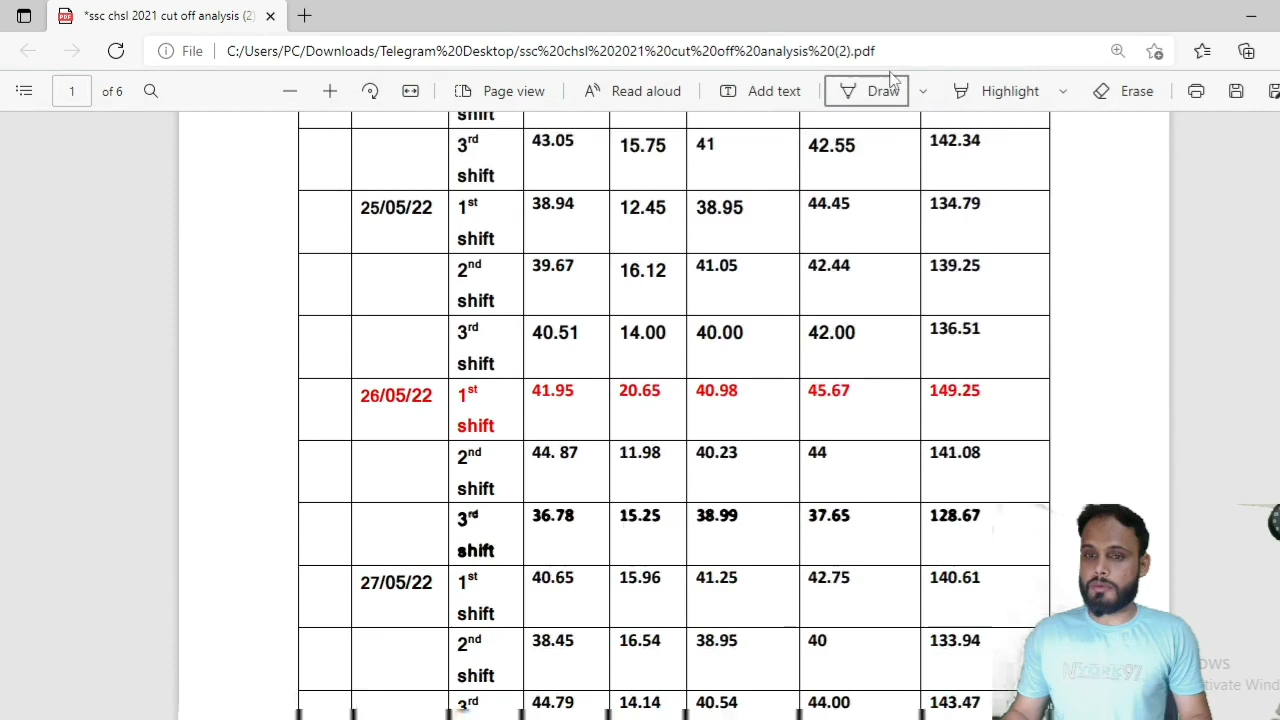 *ssc chsl 2021 cut off analysis (2)
File C:/Users/PC/Downloads/Telegram%20Desktop/ssc%20chsl%202021%20cut%20off%20analysis%20(2).pdf
1 of 6 Page view Read aloud Add text Draw Highlight Erase
shift
3rd shift 43.05 15.75 41 42.55 142.34
25/05/22 1st shift 38.94 12.45 38.95 44.45 134.79
2nd shift 39.67 16.12 41.05 42.44 139.25
3rd shift 40.51 14.00 40.00 42.00 136.51
26/05/22 1st shift 41.95 20.65 40.98 45.67 149.25
2nd shift 44. 87 11.98 40.23 44 141.08
3rd shift 36.78 15.25 38.99 37.65 128.67
27/05/22 1st shift 40.65 15.96 41.25 42.75 140.61
2nd shift 38.45 16.54 38.95 40 133.94
3rd 44.79 14.14 40.54 44.00 143.47